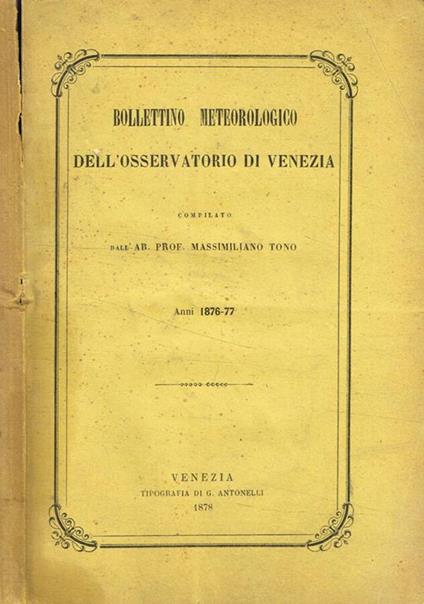 BOLLETTINO METEOROLOGICO
DELL'OSSERVATORIO DI VENEZIA
COMPILATO
DALL'AB. PROF. MASSIMILIANO TONO
Anni 1876-77
VENEZIA
TIPOGRAFIA DI G. ANTONELLI
1878